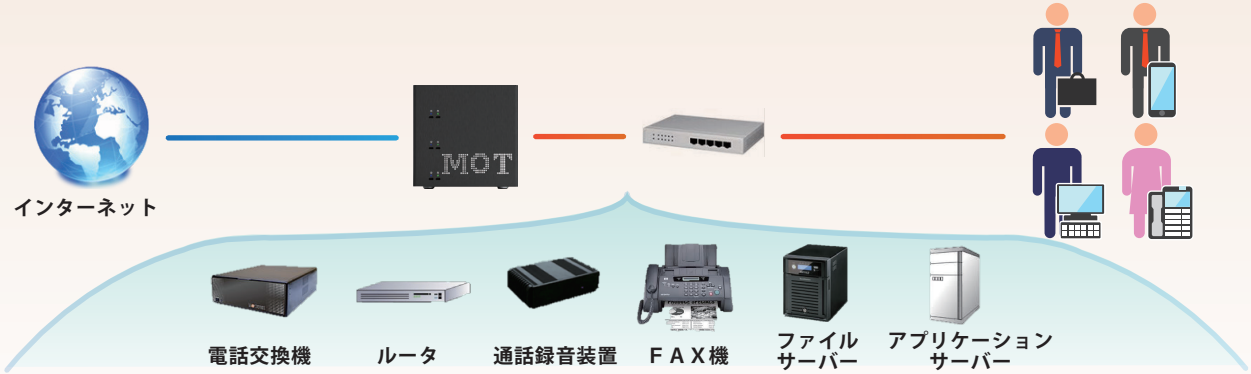 MOT
インターネット
電話交換機
ルータ
通話録音装置
ＦＡＸ機
ファイル
サーバー
アプリケーション
サーバー